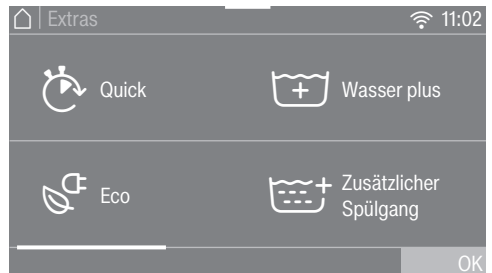 Extras
11:02
Quick
Wasser plus
Eco
Zusätzlicher
Spülgang
OK